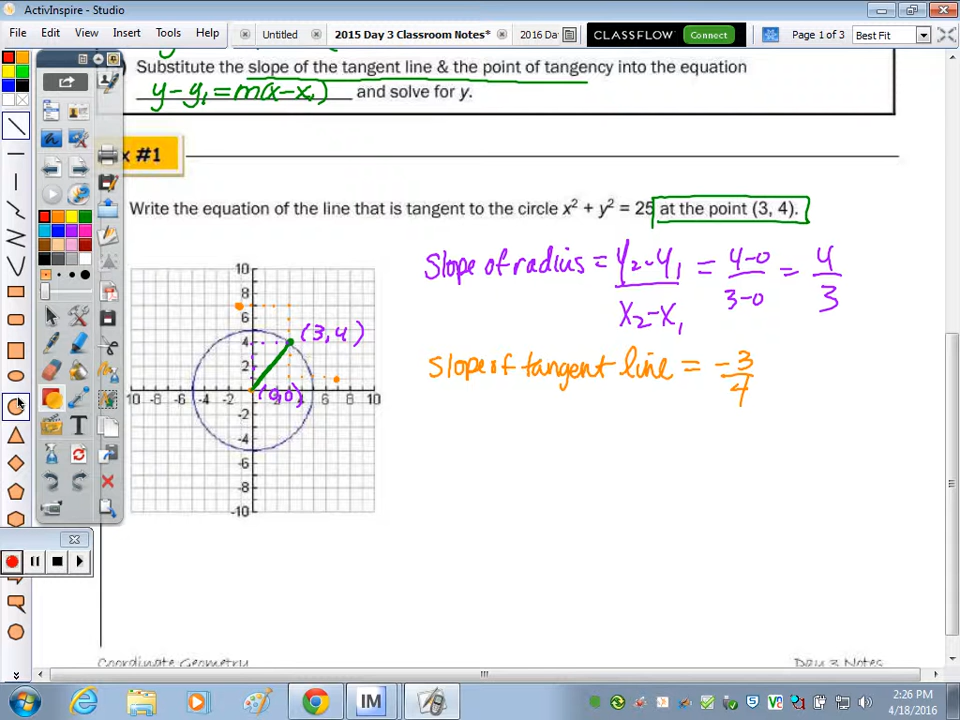 ActivInspire - Studio
File Edit View Insert Tools Help
Untitled
2015 Day 3 Classroom Notes*
2016 Da
CLASSFLOW Connect
Page 1 of 3
Best Fit
Substitute the slope of the tangent line & the point of tangency into the equation
y-y₁=m(x-x₁) and solve for y.
x #1
Write the equation of the line that is tangent to the circle x² + y² = 25 at the point (3, 4).
Slope of radius = y₂-y₁ / x₂-x₁ = 4-0 / 3-0 = 4/3
slope of tangent line = -3/4
10
8
6
4
2
(3,4)
(0,0)
10 -8 -6 -4 -2 2 4 6 8 10
-2
-4
-6
-8
-10
Coordinate Geometry
Day 3 Notes
IM
2:26 PM
4/18/2016